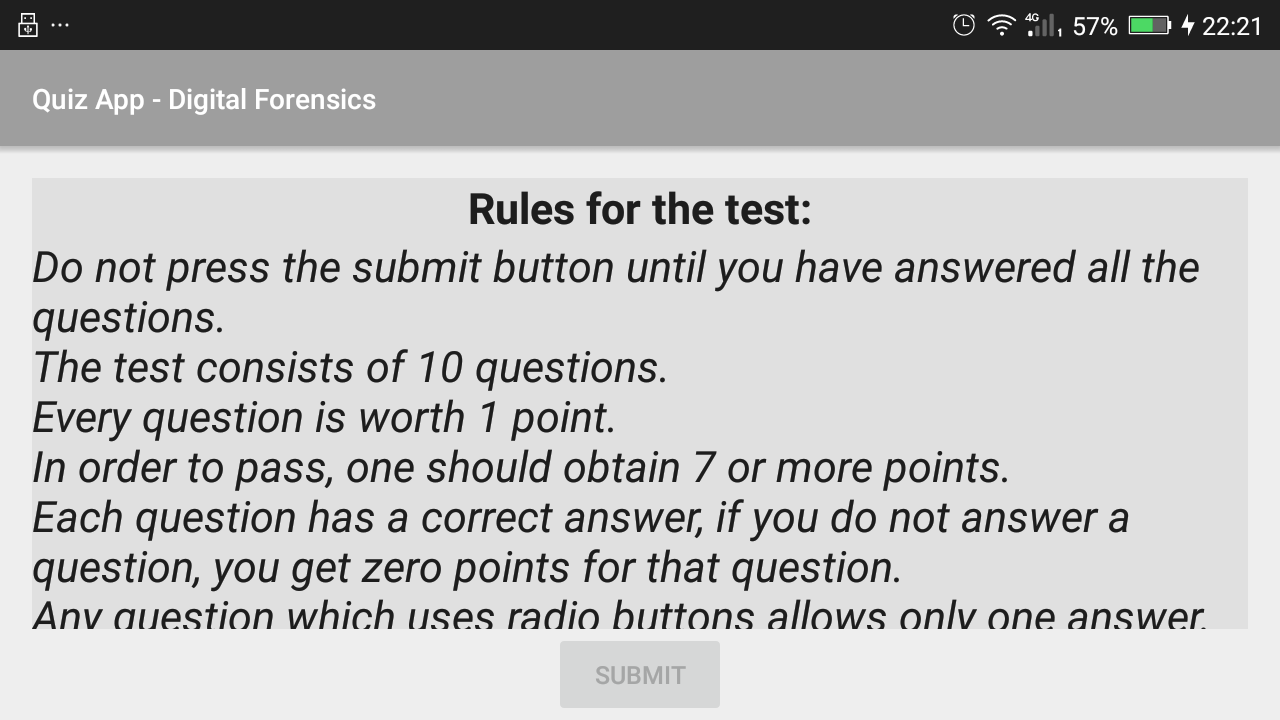 ... 4G 1 57% 22:21
Quiz App - Digital Forensics
Rules for the test:
Do not press the submit button until you have answered all the
questions.
The test consists of 10 questions.
Every question is worth 1 point.
In order to pass, one should obtain 7 or more points.
Each question has a correct answer, if you do not answer a
question, you get zero points for that question.
Any question which uses radio buttons allows only one answer.
SUBMIT